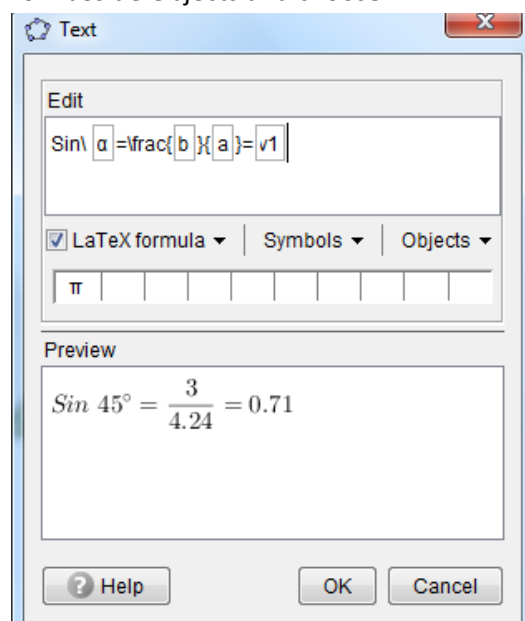 Text
Edit
Sin\ α =\frac{ b }{ a }= v1
LaTeX formula Symbols Objects
π
Preview
Sin 45° = 3/4.24 = 0.71
Help OK Cancel